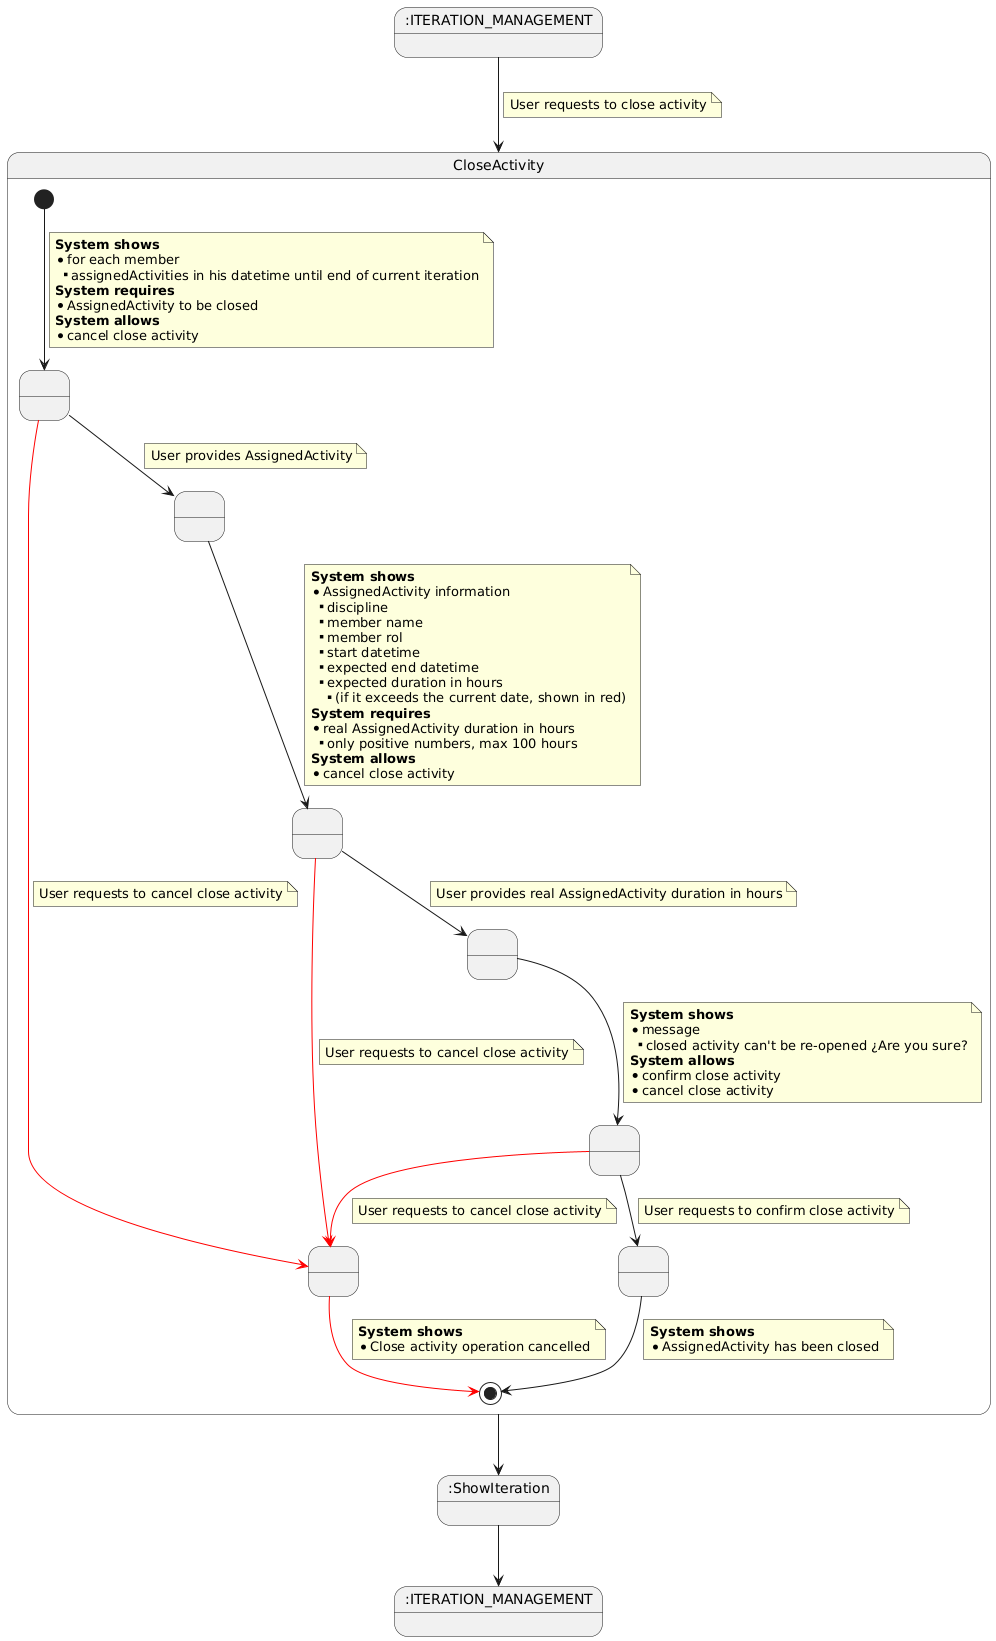 :ITERATION_MANAGEMENT
User requests to close activity
CloseActivity
System shows
• for each member
▪ assignedActivities in his datetime until end of current iteration
System requires
• AssignedActivity to be closed
System allows
• cancel close activity
User provides AssignedActivity
System shows
• AssignedActivity information
▪ discipline
▪ member name
▪ member rol
▪ start datetime
▪ expected end datetime
▪ expected duration in hours
▪ (if it exceeds the current date, shown in red)
System requires
• real AssignedActivity duration in hours
▪ only positive numbers, max 100 hours
System allows
• cancel close activity
User requests to cancel close activity
User provides real AssignedActivity duration in hours
System shows
• message
▪ closed activity can't be re-opened ¿Are you sure?
System allows
• confirm close activity
• cancel close activity
User requests to cancel close activity
User requests to cancel close activity
User requests to confirm close activity
System shows
• Close activity operation cancelled
System shows
• AssignedActivity has been closed
:ShowIteration
:ITERATION_MANAGEMENT